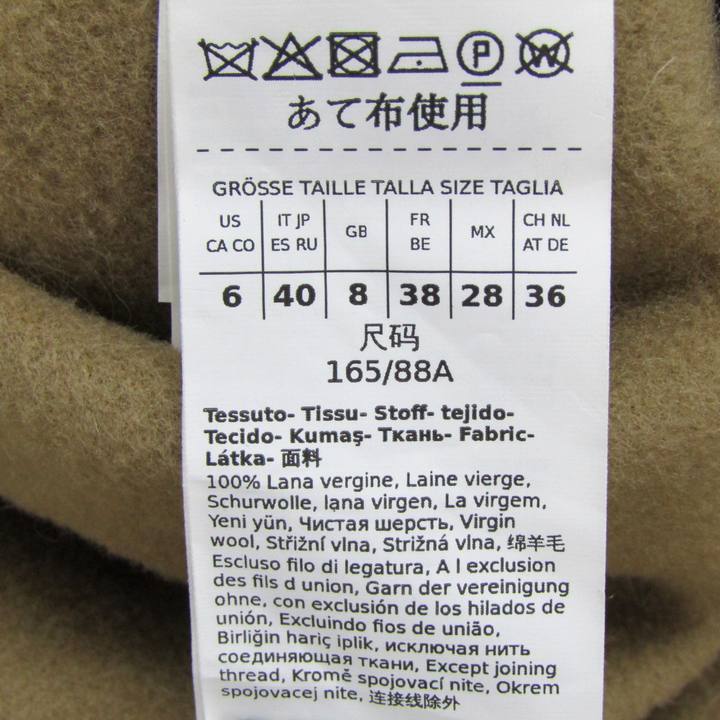 P W
あて布使用
GRÖSSE TAILLE TALLA SIZE TAGLIA
US CA CO | IT JP ES RU | GB | FR BE | MX | CH NL AT DE
6 | 40 | 8 | 38 | 28 | 36
尺码
165/88A
Tessuto- Tissu- Stoff- tejido-
Tecido- Kumaş- Ткань- Fabric-
Látka- 面料
100% Lana vergine, Laine vierge,
Schurwolle, lana virgen, La virgem,
Yeni yün, Чистая шерсть, Virgin
wool, Střižní vlna, Strižná vlna, 绵羊毛
Escluso filo di legatura, A l exclusion
des fils d union, Garn der vereinigung
ohne, con exclusión de los hilados de
unión, Excluindo fios de união,
Birliğin hariç iplik, исключая нить
соединяющая ткани, Except joining
thread, Kromě spojovací nite, Okrem
spojovacej nite, 连接线除外